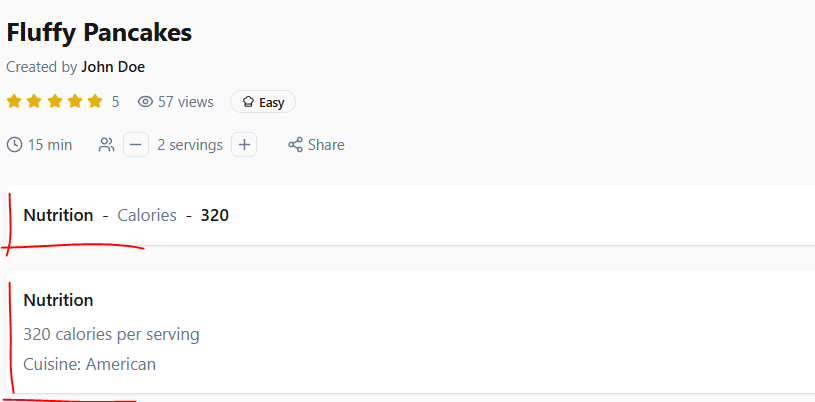 Fluffy Pancakes
Created by John Doe
5 57 views Easy
15 min 2 servings Share
Nutrition - Calories - 320
Nutrition
320 calories per serving
Cuisine: American